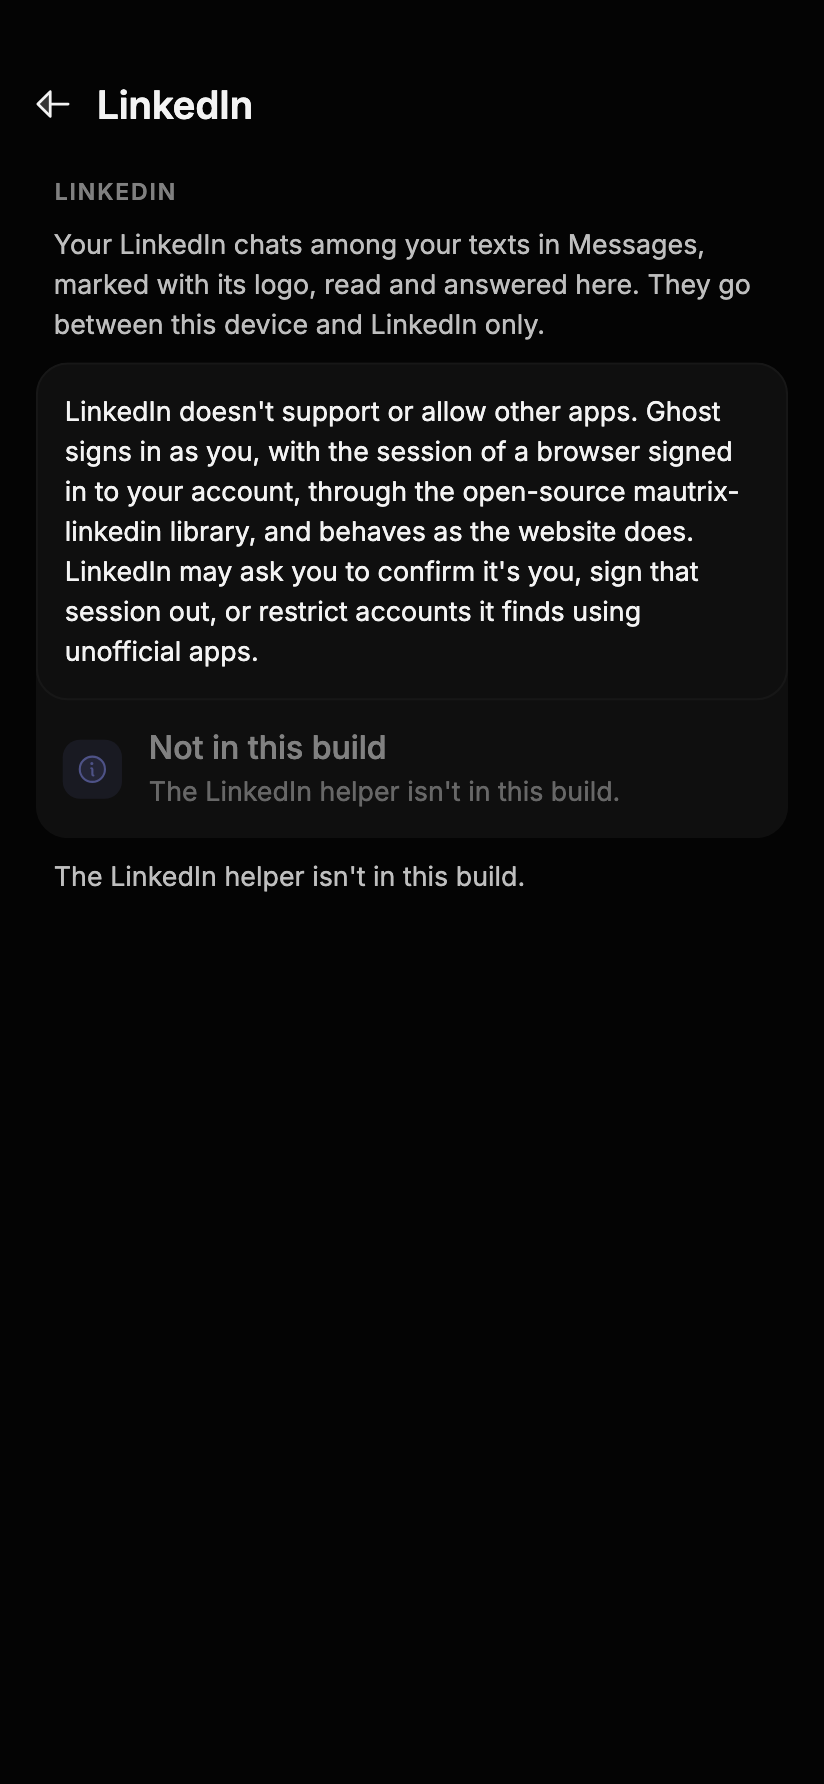 LinkedIn
LINKEDIN
Your LinkedIn chats among your texts in Messages,
marked with its logo, read and answered here. They go
between this device and LinkedIn only.
LinkedIn doesn't support or allow other apps. Ghost
signs in as you, with the session of a browser signed
in to your account, through the open-source mautrix-
linkedin library, and behaves as the website does.
LinkedIn may ask you to confirm it's you, sign that
session out, or restrict accounts it finds using
unofficial apps.
Not in this build
The LinkedIn helper isn't in this build.
The LinkedIn helper isn't in this build.